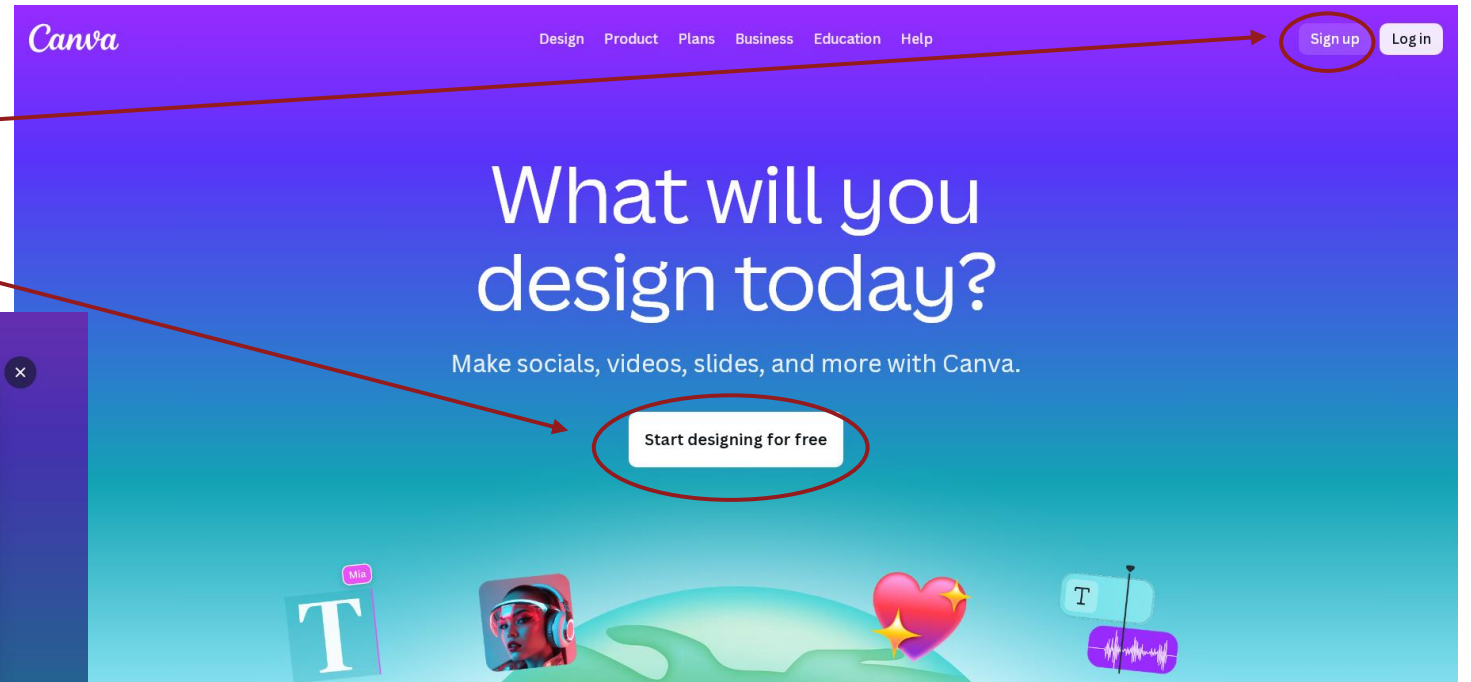 Canva
Design Product Plans Business Education Help
Sign up
Log in
What will you
design today?
Make socials, videos, slides, and more with Canva.
Start designing for free
Mia
T
T